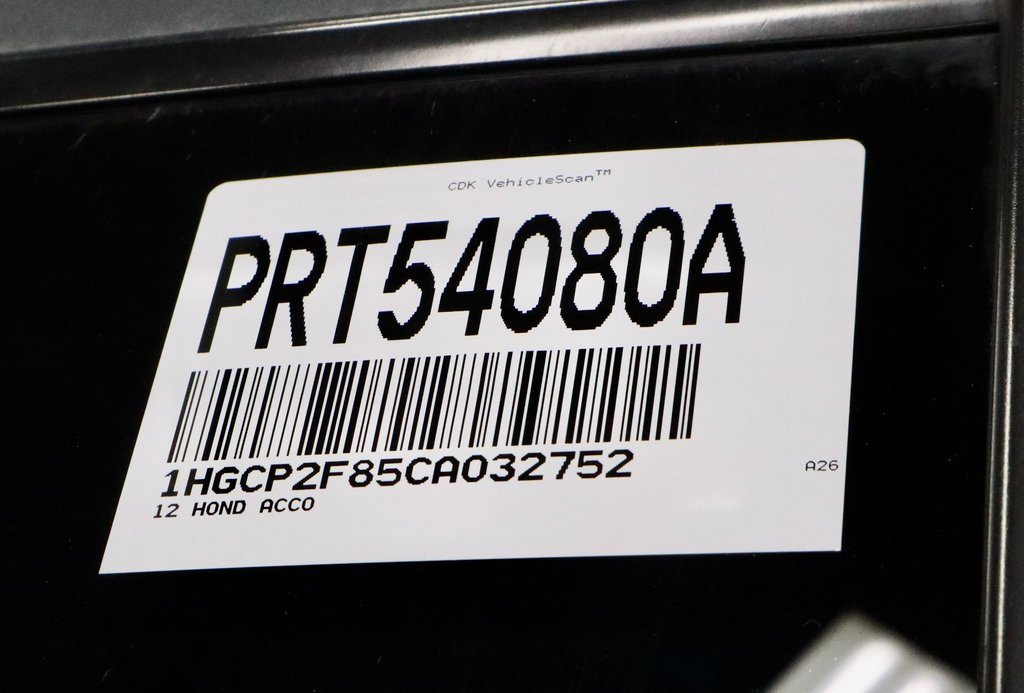 CDK VehicleScan™
PRT54080A
1HGCP2F85CA032752
A26
12 HOND ACCO